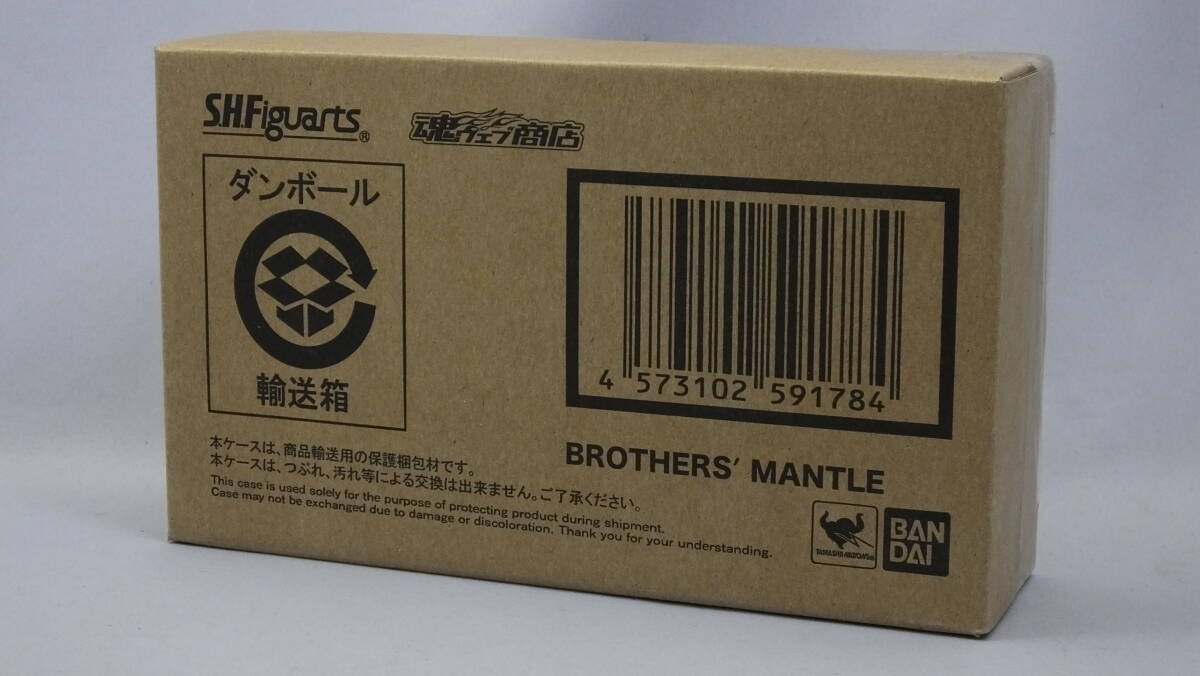 S.H.Figuarts®
魂ウェブ商店
ダンボール
輸送箱
4 573102 591784
BROTHERS' MANTLE
本ケースは、商品輸送用の保護梱包材です。
本ケースは、つぶれ、汚れ等による交換は出来ません。ご了承ください。
This case is used solely for the purpose of protecting product during shipment.
Case may not be exchanged due to damage or discoloration. Thank you for your understanding.
TAMASHII NATIONS
BAN
DAI